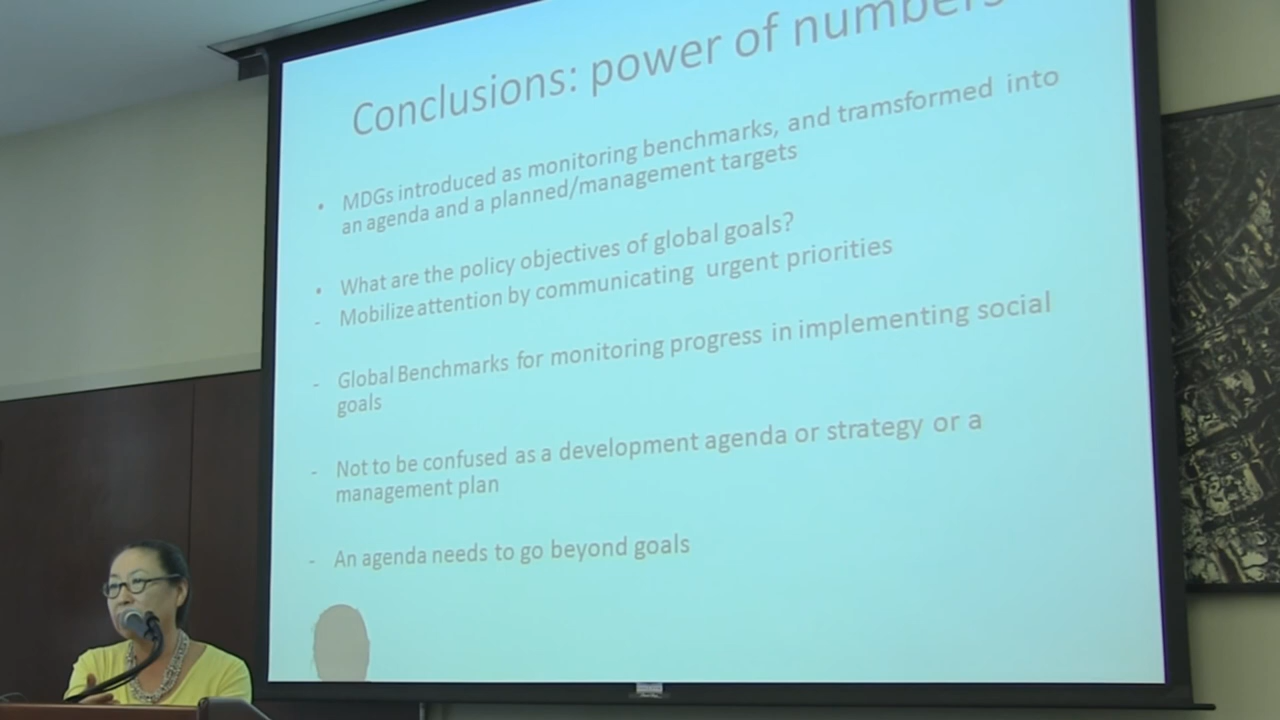 Conclusions: power of numbers
• MDGs introduced as monitoring benchmarks, and tramsformed into
an agenda and a planned/management targets
• What are the policy objectives of global goals?
- Mobilize attention by communicating urgent priorities
- Global Benchmarks for monitoring progress in implementing social
goals
- Not to be confused as a development agenda or strategy or a
management plan
- An agenda needs to go beyond goals